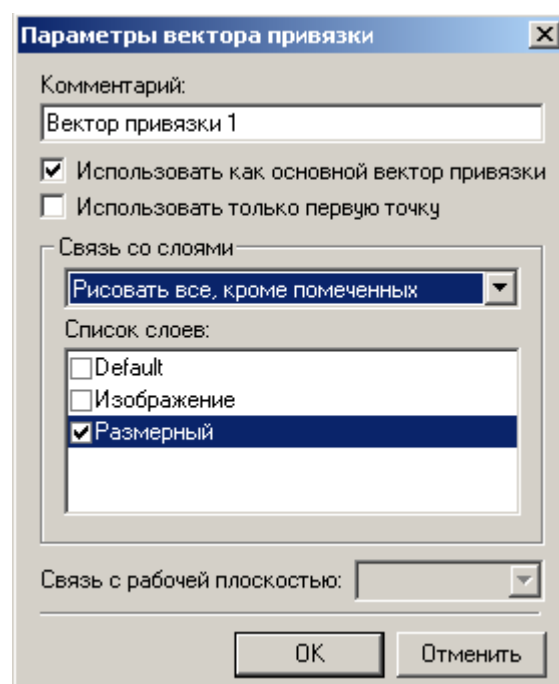 Параметры вектора привязки
Комментарий:
Вектор привязки 1
Использовать как основной вектор привязки
Использовать только первую точку
Связь со слоями
Рисовать все, кроме помеченных
Список слоев:
Default
Изображение
Размерный
Связь с рабочей плоскостью:
OK
Отменить